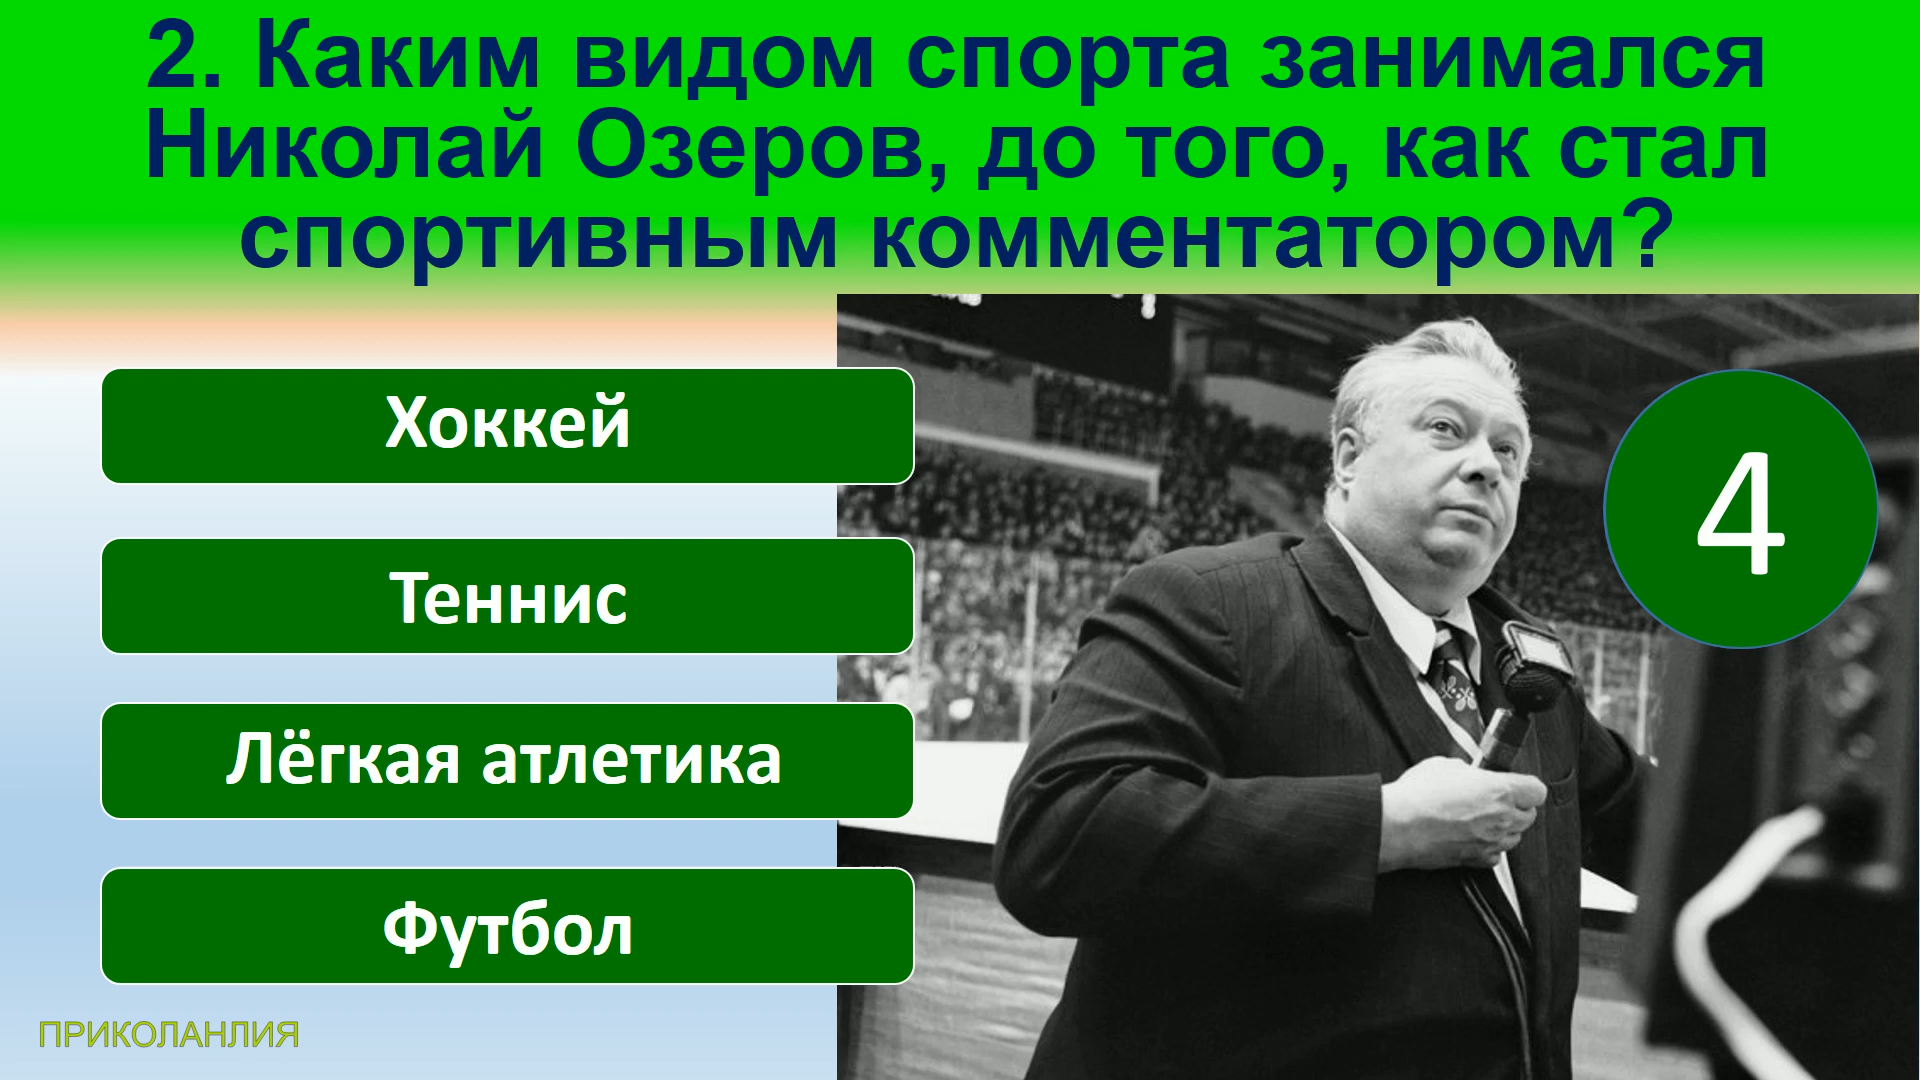 2. Каким видом спорта занимался
Николай Озеров, до того, как стал
спортивным комментатором?
Хоккей
Теннис
Лёгкая атлетика
Футбол
4
ПРИКОЛАНЛИЯ